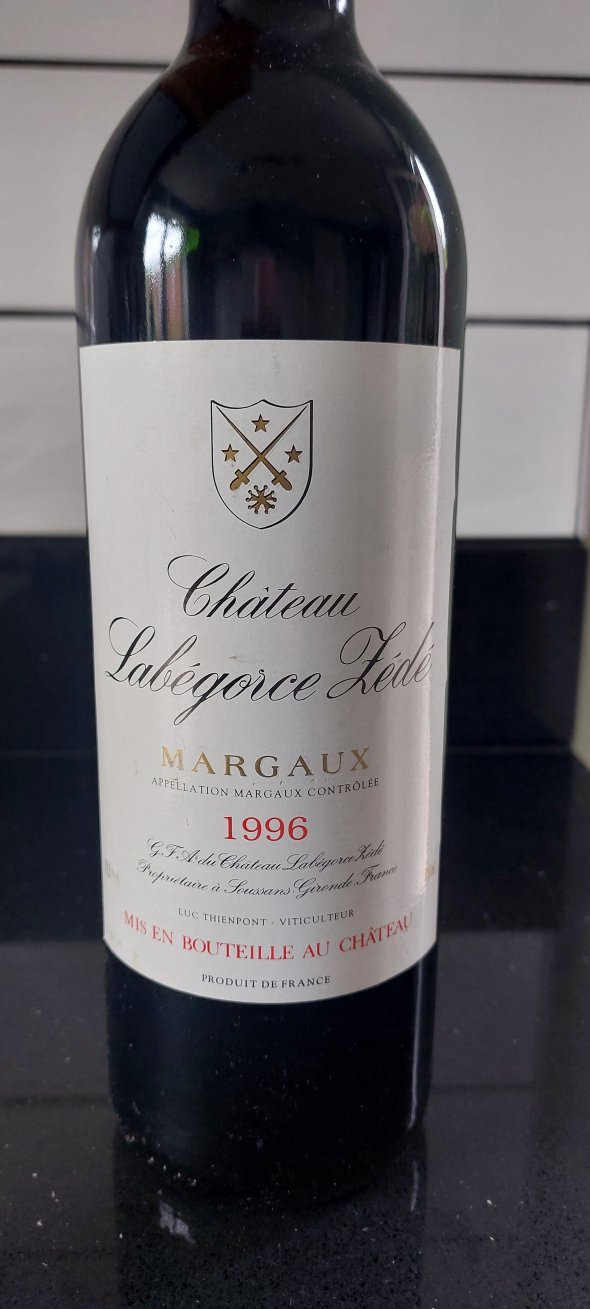 Château
Labégorce Zédé
MARGAUX
APPELLATION MARGAUX CONTRÔLÉE
1996
G.F.A. du Château Labégorce Zédé
Propriétaire à Soussans-Gironde-France
LUC THIENPONT - VITICULTEUR
MIS EN BOUTEILLE AU CHÂTEAU
PRODUIT DE FRANCE